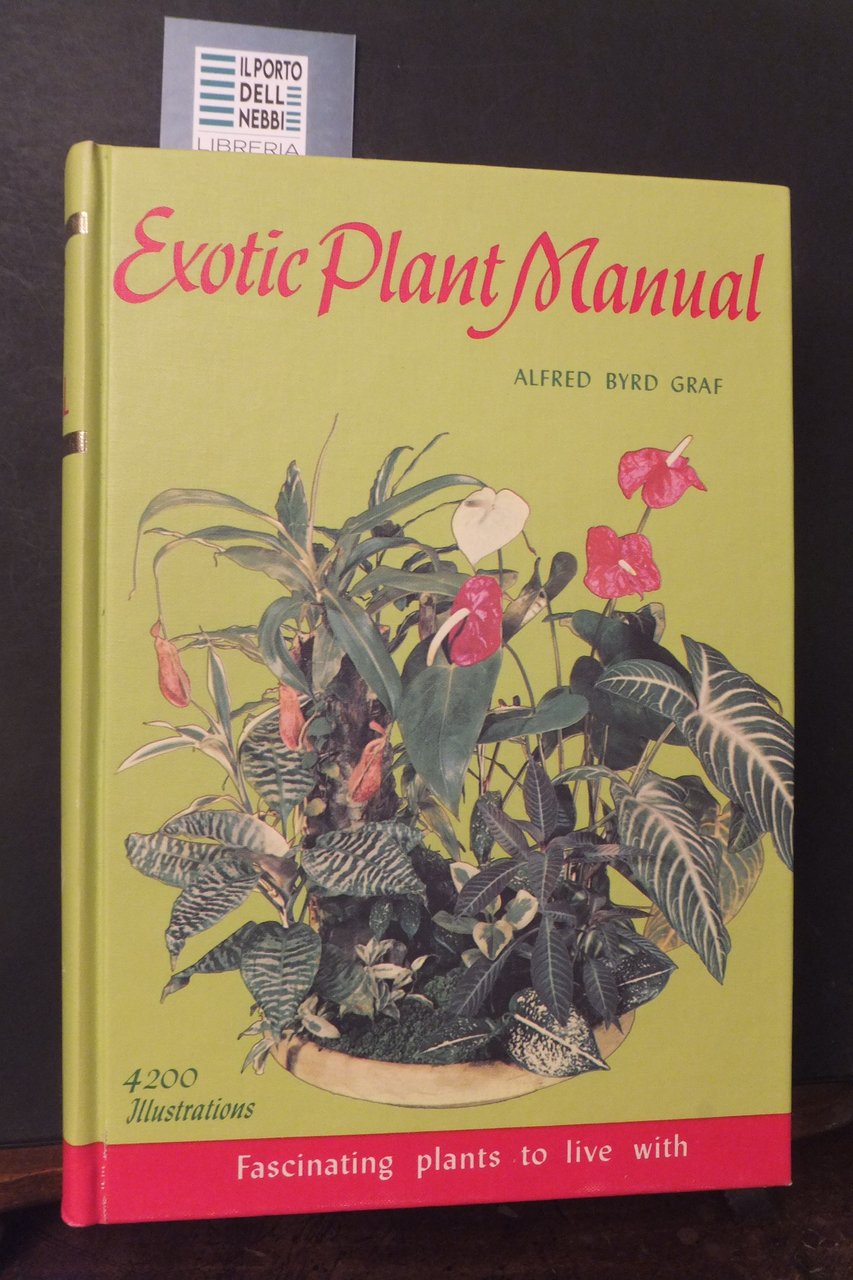 IL PORTO
DELL
NEBBI
LIBRERIA
Exotic Plant Manual
ALFRED BYRD GRAF
4200
Illustrations
Fascinating plants to live with